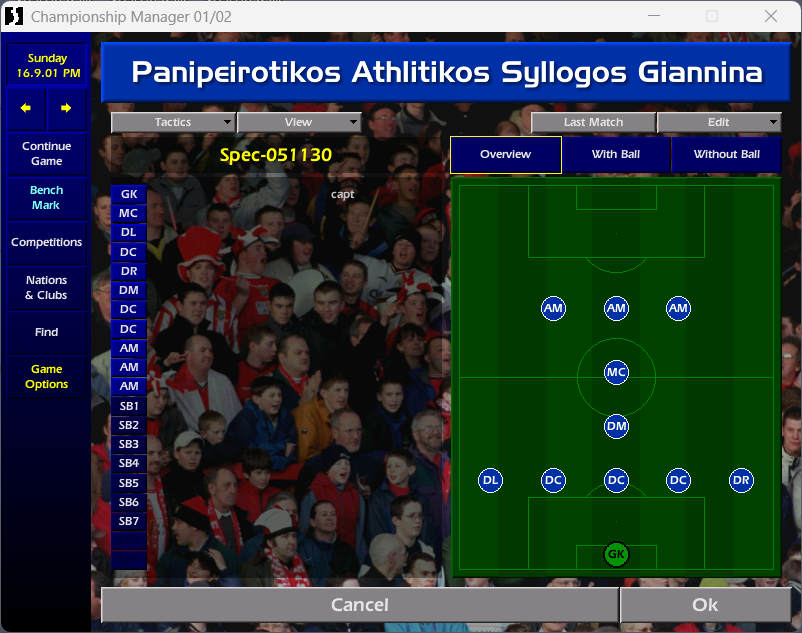 Championship Manager 01/02
Sunday
16.9.01 PM
Panipeirotikos Athlitikos Syllogos Giannina
Continue
Game
Bench
Mark
Competitions
Nations
& Clubs
Find
Game
Options
Tactics
View
Last Match
Edit
Spec-051130
Overview
With Ball
Without Ball
GK
capt
MC
DL
DC
DR
DM
DC
DC
AM
AM
AM
SB1
SB2
SB3
SB4
SB5
SB6
SB7
AM AM AM
MC
DM
DL DC DC DC DR
GK
Cancel
Ok